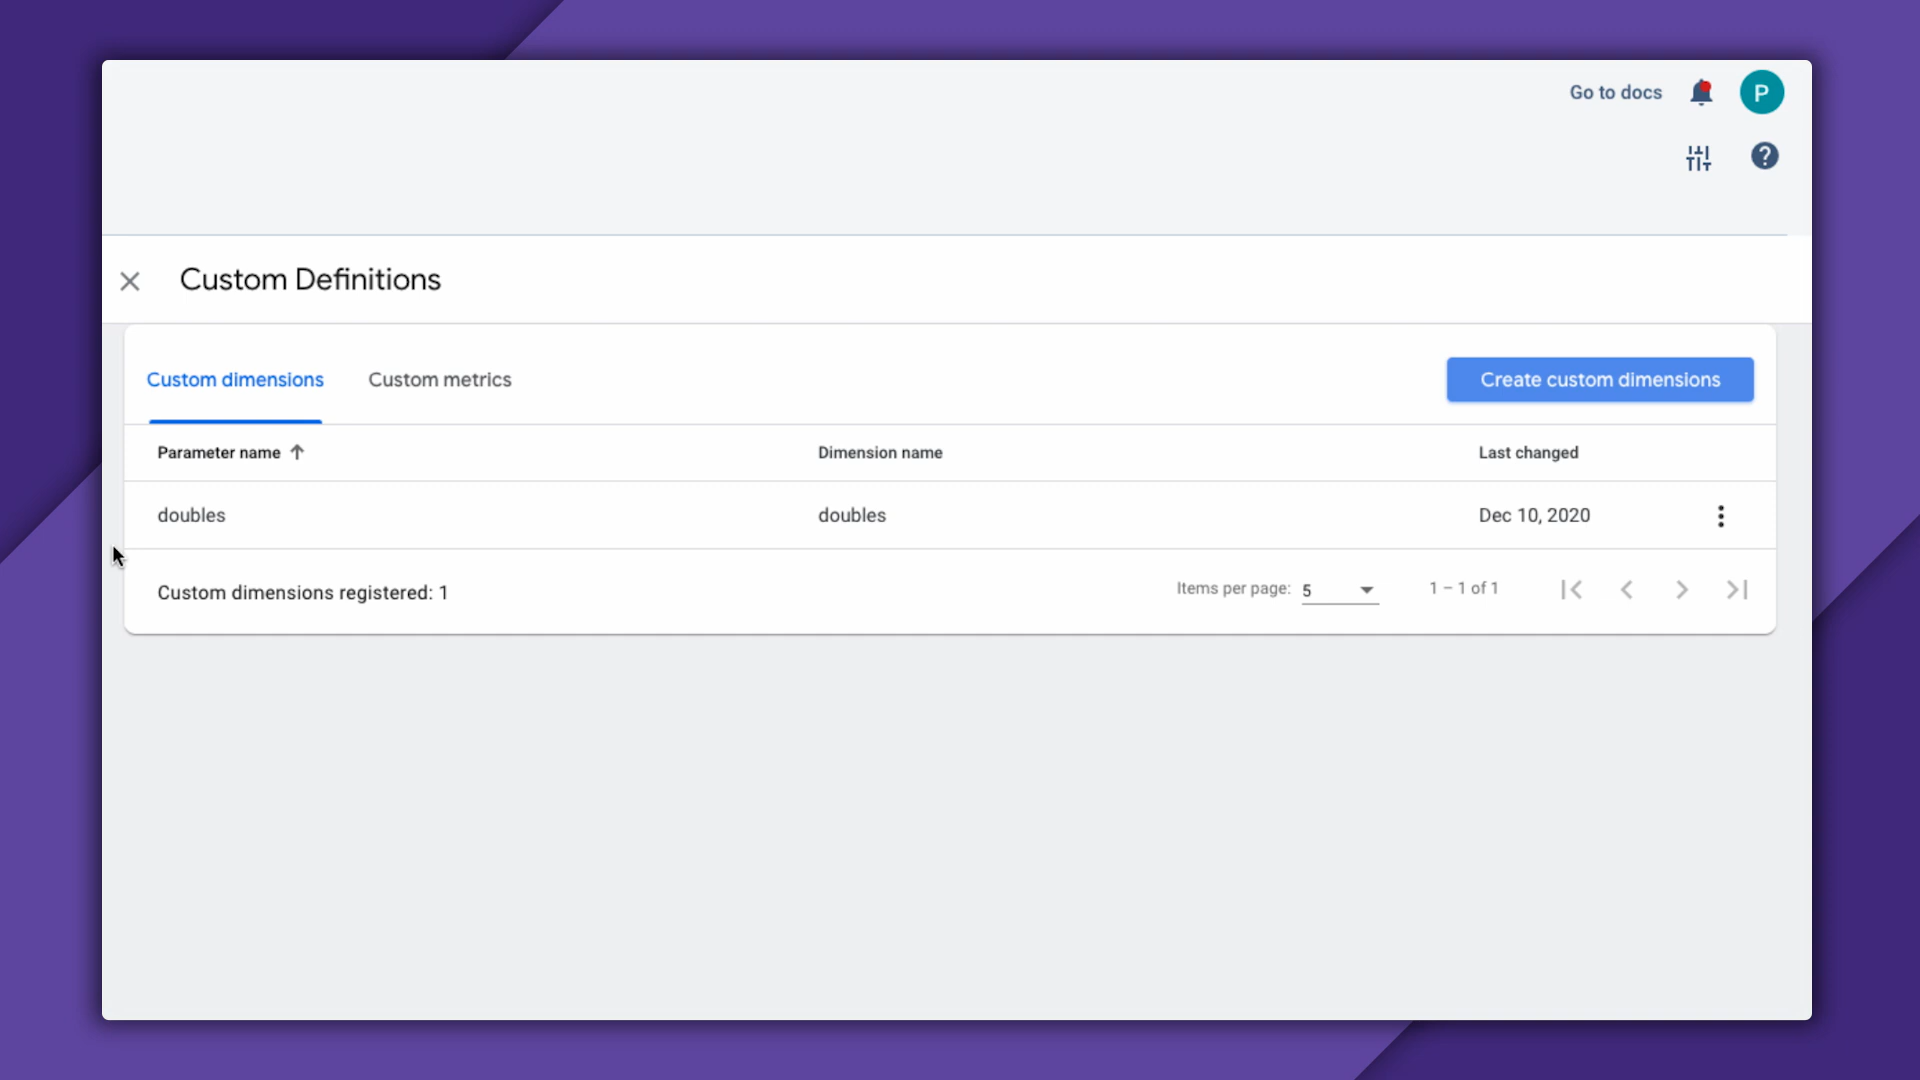 Go to docs
P
Custom Definitions
Custom dimensions
Custom metrics
Create custom dimensions
Parameter name
Dimension name
Last changed
doubles
doubles
Dec 10, 2020
Custom dimensions registered: 1
Items per page:
5
1 – 1 of 1